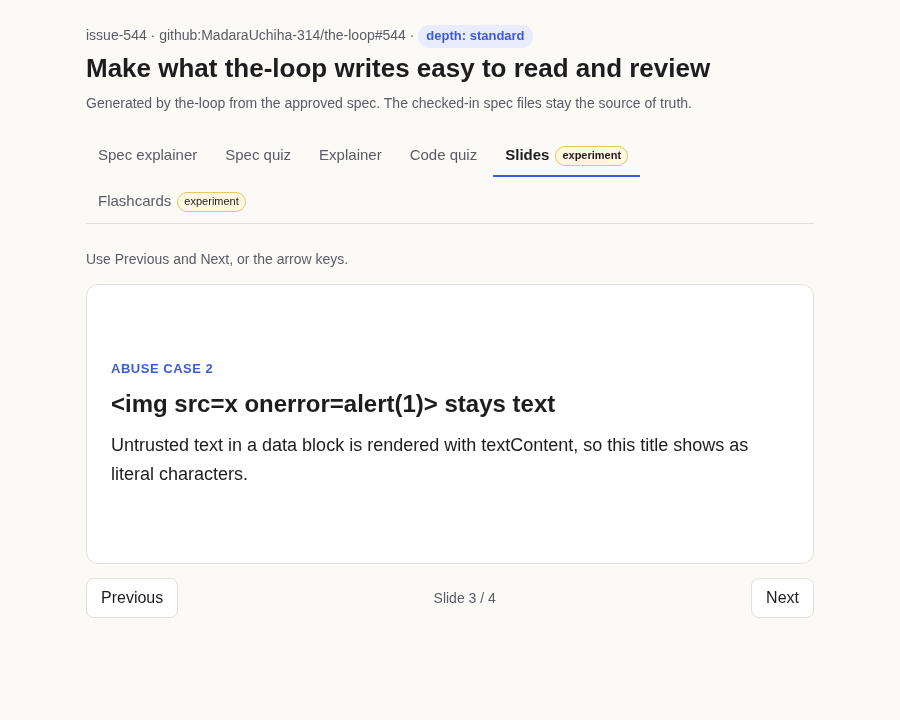 issue-544 · github:MadaraUchiha-314/the-loop#544 · depth: standard
Make what the-loop writes easy to read and review
Generated by the-loop from the approved spec. The checked-in spec files stay the source of truth.
Spec explainer Spec quiz Explainer Code quiz Slides experiment
Flashcards experiment
Use Previous and Next, or the arrow keys.
ABUSE CASE 2
<img src=x onerror=alert(1)> stays text
Untrusted text in a data block is rendered with textContent, so this title shows as
literal characters.
Previous Slide 3 / 4 Next